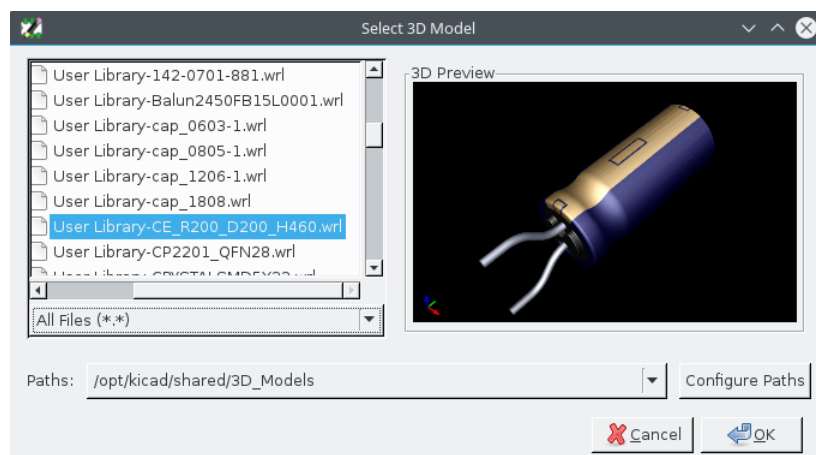 Select 3D Model
User Library-142-0701-881.wrl
User Library-Balun2450FB15L0001.wrl
User Library-cap_0603-1.wrl
User Library-cap_0805-1.wrl
User Library-cap_1206-1.wrl
User Library-cap_1808.wrl
User Library-CE_R200_D200_H460.wrl
User Library-CP2201_QFN28.wrl
All Files (*.*)
3D Preview
Paths: /opt/kicad/shared/3D_Models
Configure Paths
Cancel
OK